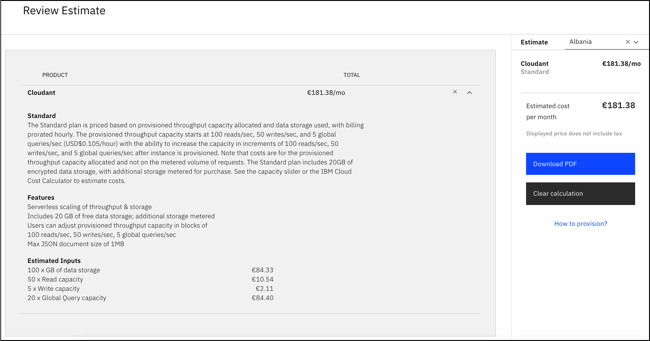 Review Estimate
PRODUCT TOTAL
Cloudant €181.38/mo
Standard
The Standard plan is priced based on provisioned throughput capacity allocated and data storage used, with billing
prorated hourly. The provisioned throughput capacity starts at 100 reads/sec, 50 writes/sec, and 5 global
queries/sec (USD$0.105/hour) with the ability to increase the capacity in increments of 100 reads/sec, 50
writes/sec, and 5 global queries/sec after instance is provisioned. Note that costs are for the provisioned
throughput capacity allocated and not on the metered volume of requests. The Standard plan includes 20GB of
encrypted data storage, with additional storage metered for purchase. See the capacity slider or the IBM Cloud
Cost Calculator to estimate costs.
Features
Serverless scaling of throughput & storage
Includes 20 GB of free data storage; additional storage metered
Users can adjust provisioned throughput capacity in blocks of
100 reads/sec, 50 writes/sec, 5 global queries/sec
Max JSON document size of 1MB
Estimated Inputs
100 x GB of data storage €84.33
50 x Read capacity €10.54
5 x Write capacity €2.11
20 x Global Query capacity €84.40
Estimate Albania
Cloudant €181.38/mo
Standard
Estimated cost €181.38
per month
Displayed price does not include tax
Download PDF
Clear calculation
How to provision?